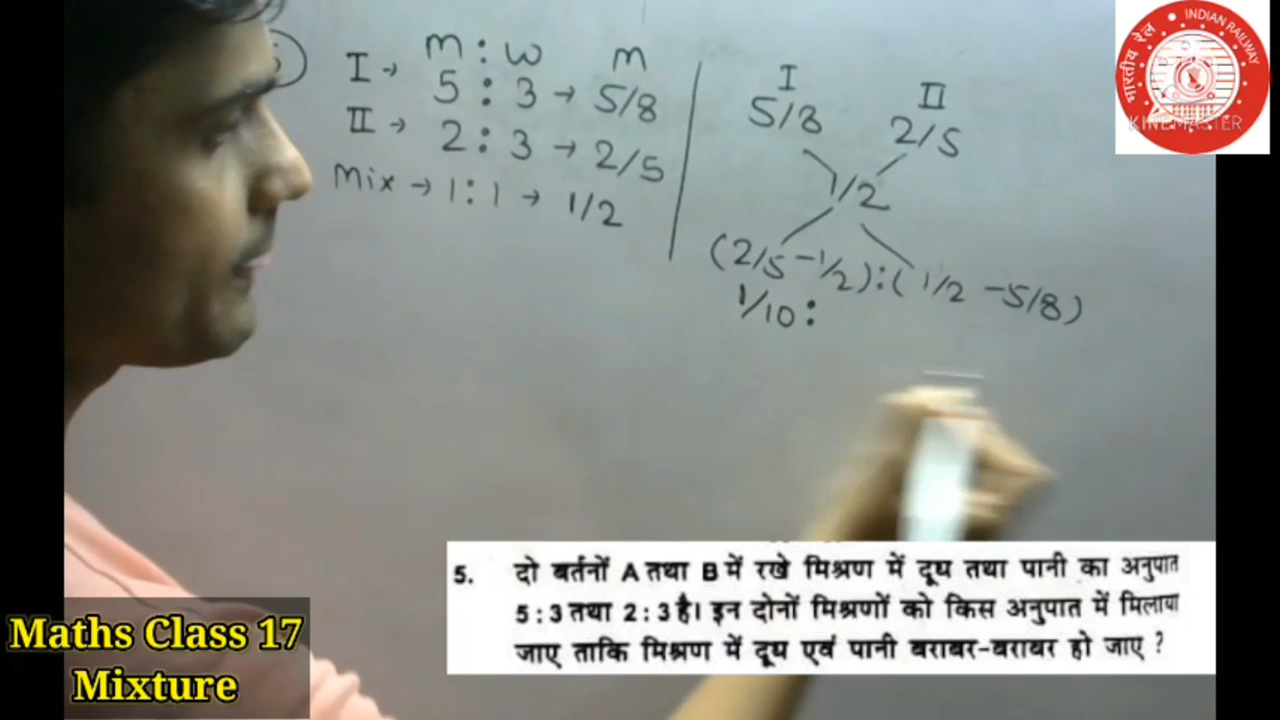 5)
m : w m
I → 5 : 3 → 5/8
II → 2 : 3 → 2/5
Mix → 1 : 1 → 1/2
I II
5/8 2/5
1/2
(2/5 - 1/2) : (1/2 - 5/8)
1/10 :
भारतीय रेल INDIAN RAILWAY
KINEMASTER
5. दो बर्तनों A तथा B में रखे मिश्रण में दूध तथा पानी का अनुपात
5 : 3 तथा 2 : 3 है। इन दोनों मिश्रणों को किस अनुपात में मिलाया
जाए ताकि मिश्रण में दूध एवं पानी बराबर-बराबर हो जाए ?
Maths Class 17
Mixture